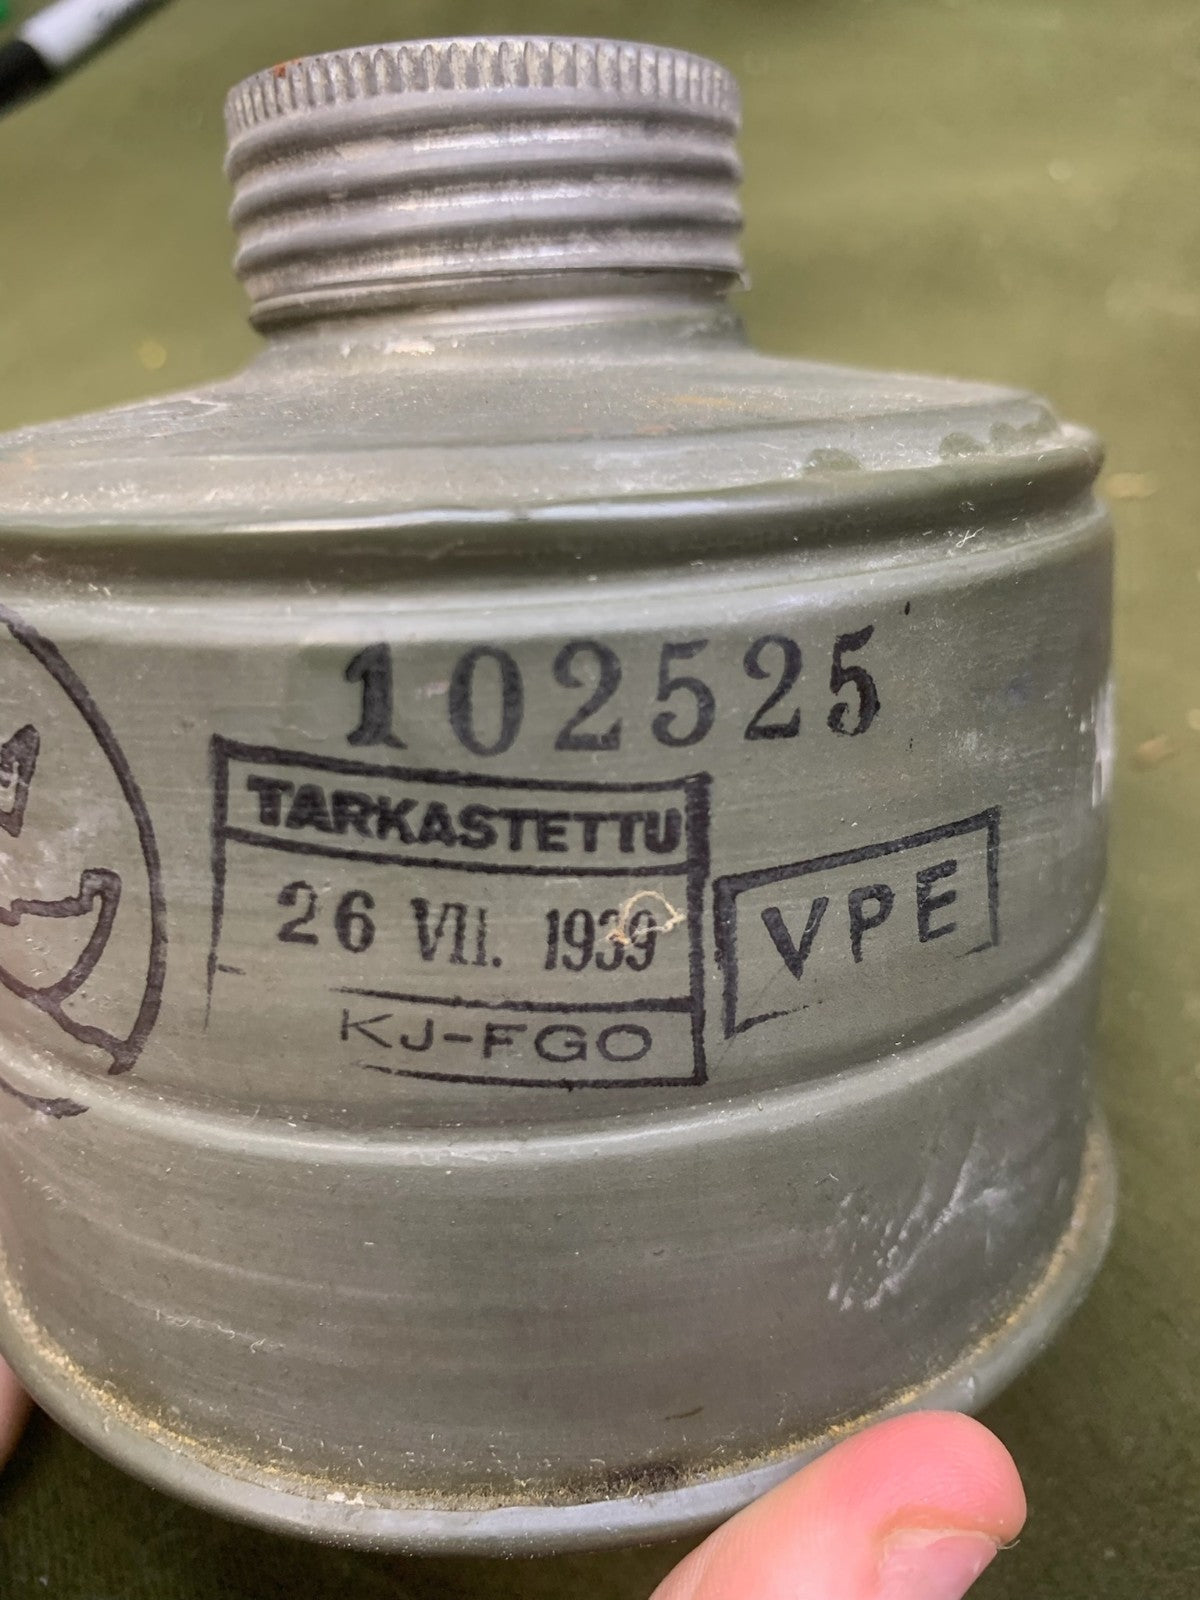 102525
TARKASTETTU
26 VII. 1939
KJ-FGO
VPE